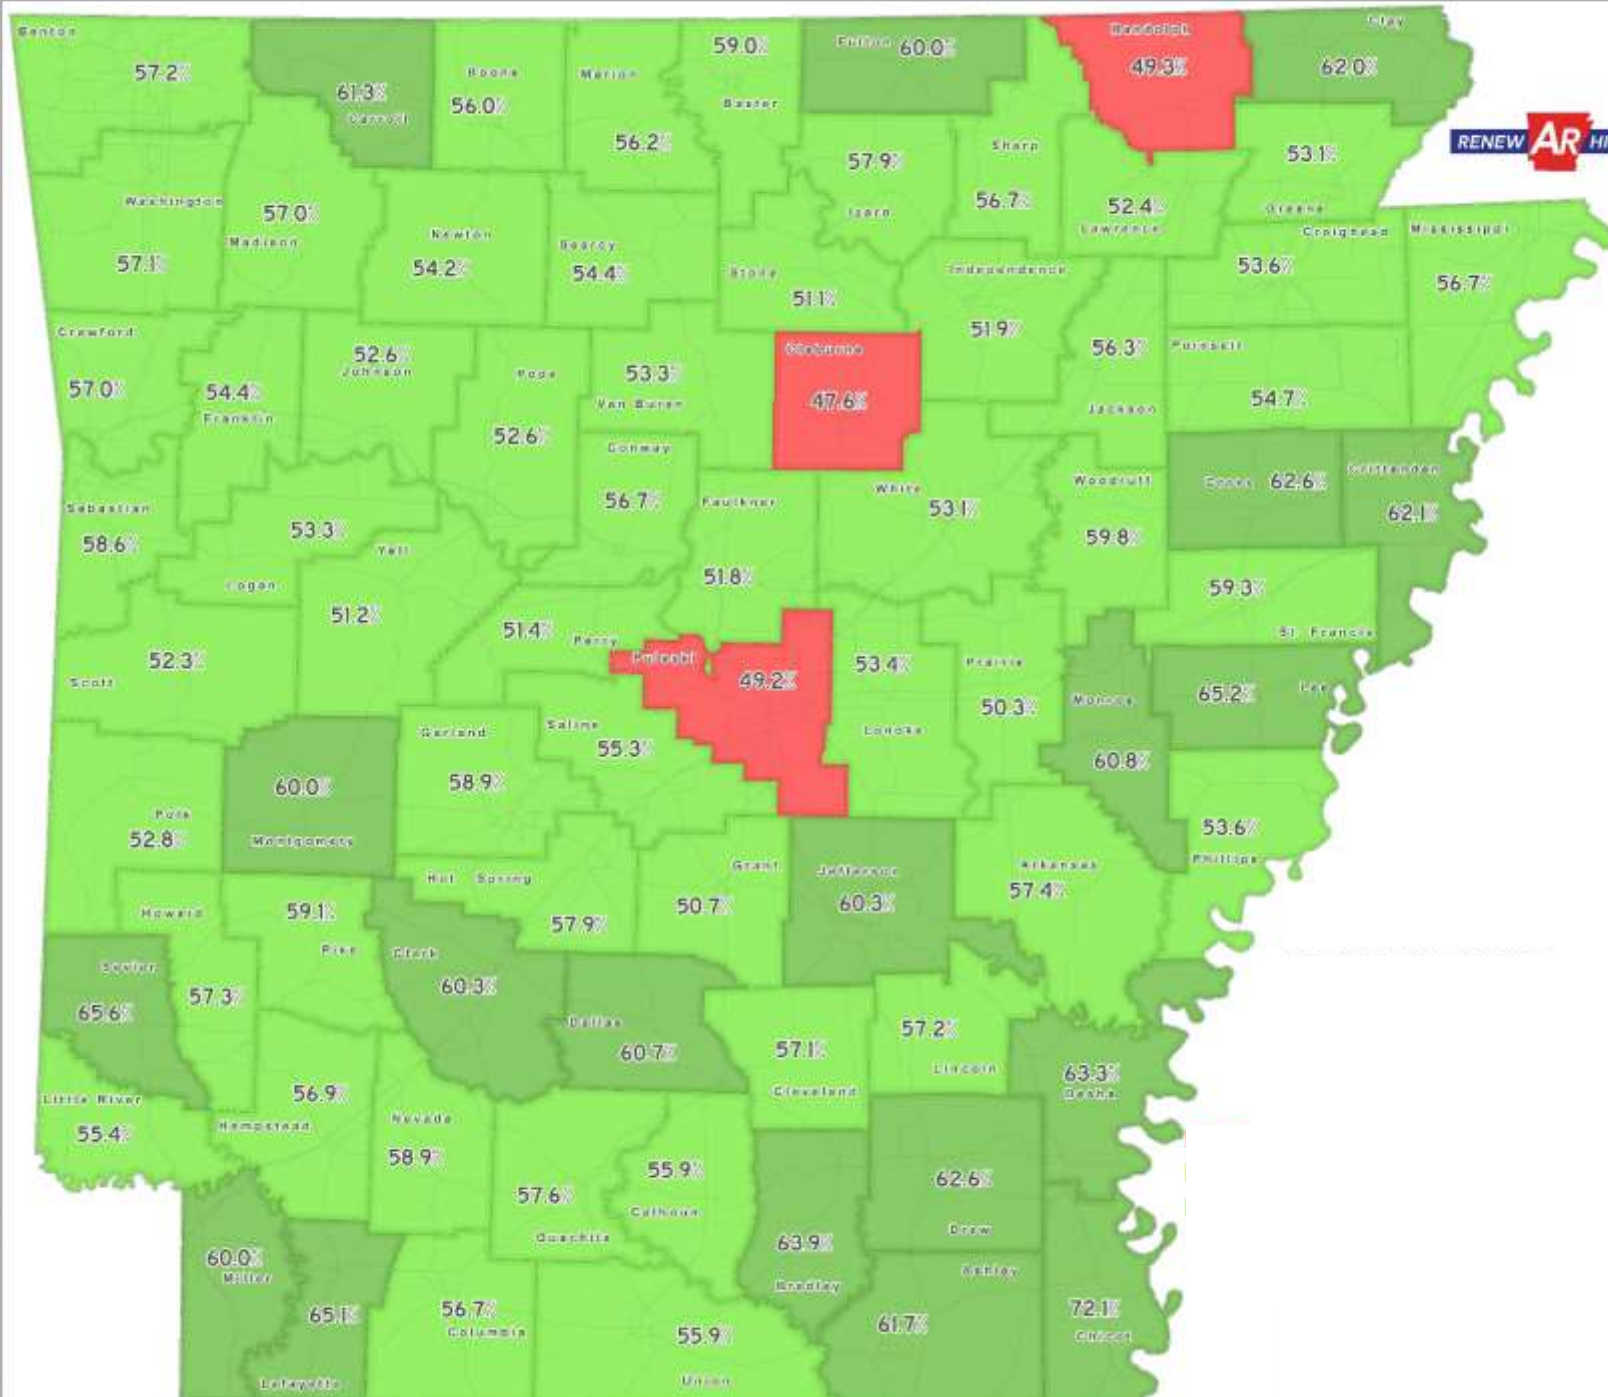 Benton
57.2%
61.3%
Carroll
Boone
56.0%
Marion
56.2%
59.0%
Baxter
Fulton 60.0%
Randolph
49.3%
Clay
62.0%
RENEW AR HI
57.9%
Izard
Sharp
56.7%
52.4%
Lawrence
53.1%
Greene
Washington
57.1%
57.0%
Madison
Newton
54.2%
Searcy
54.4%
Stone
51.1%
Independence
51.9%
Craighead
53.6%
Mississippi
56.7%
Crawford
57.0%
54.4%
Franklin
52.6%
Johnson
Pope
52.6%
53.3%
Van Buren
Cleburne
47.6%
56.3%
Jackson
Poinsett
54.7%
Sebastian
58.6%
53.3%
Logan
Yell
51.2%
Conway
56.7%
Faulkner
51.8%
White
53.1%
Woodruff
59.8%
Cross 62.6%
Crittenden
62.1%
59.3%
St. Francis
52.3%
Scott
51.4%
Perry
Pulaski
49.2%
53.4%
Lonoke
Prairie
50.3%
Monroe
60.8%
65.2%
Lee
Polk
52.8%
60.0%
Montgomery
Garland
58.9%
Saline
55.3%
53.6%
Phillips
Howard
57.3%
59.1%
Pike
Hot Spring
57.9%
Grant
50.7%
Jefferson
60.3%
Arkansas
57.4%
Sevier
65.6%
Clark
60.3%
Dallas
60.7%
57.1%
Cleveland
57.2%
Lincoln
63.3%
Desha
Little River
55.4%
56.9%
Hempstead
Nevada
58.9%
57.6%
Ouachita
55.9%
Calhoun
63.9%
Bradley
62.6%
Drew
60.0%
Miller
65.1%
Lafayette
56.7%
Columbia
55.9%
Union
Ashley
61.7%
72.1%
Chicot